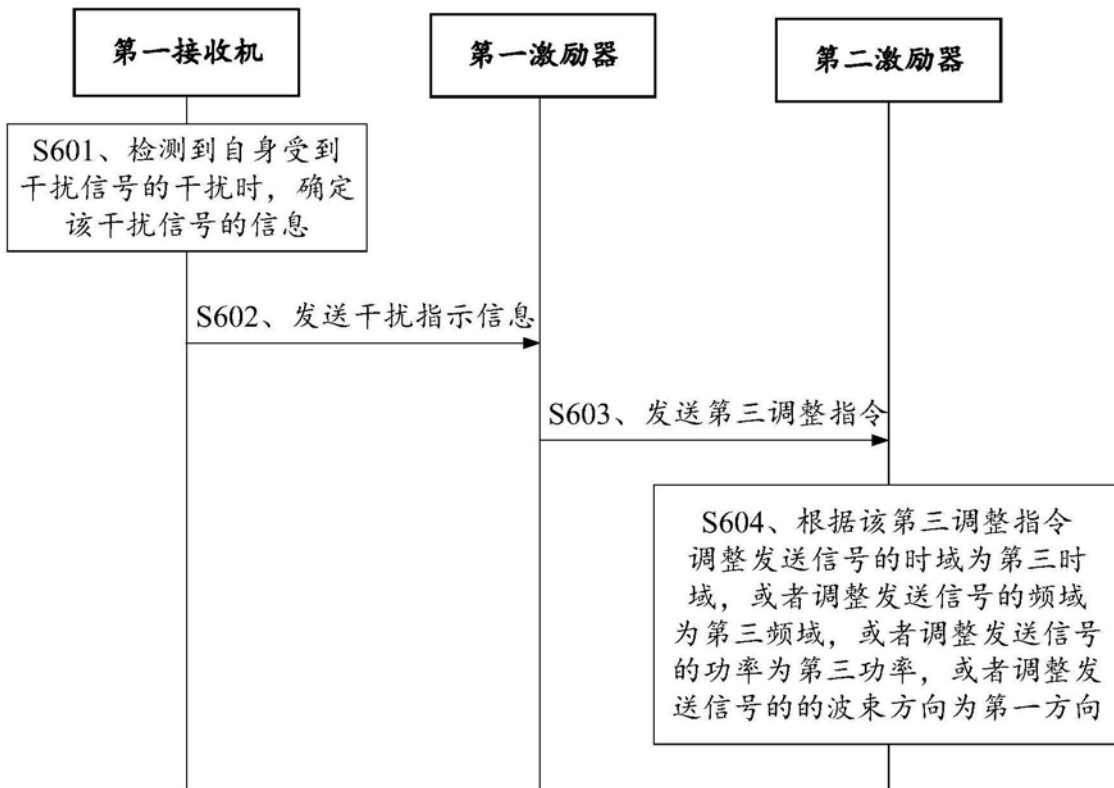 第一接收机
第一激励器
第二激励器
S601、检测到自身受到
干扰信号的干扰时，确定
该干扰信号的信息
S602、发送干扰指示信息
S603、发送第三调整指令
S604、根据该第三调整指令
调整发送信号的时域为第三时
域，或者调整发送信号的频域
为第三频域，或者调整发送信号
的功率为第三功率，或者调整发
送信号的的波束方向为第一方向